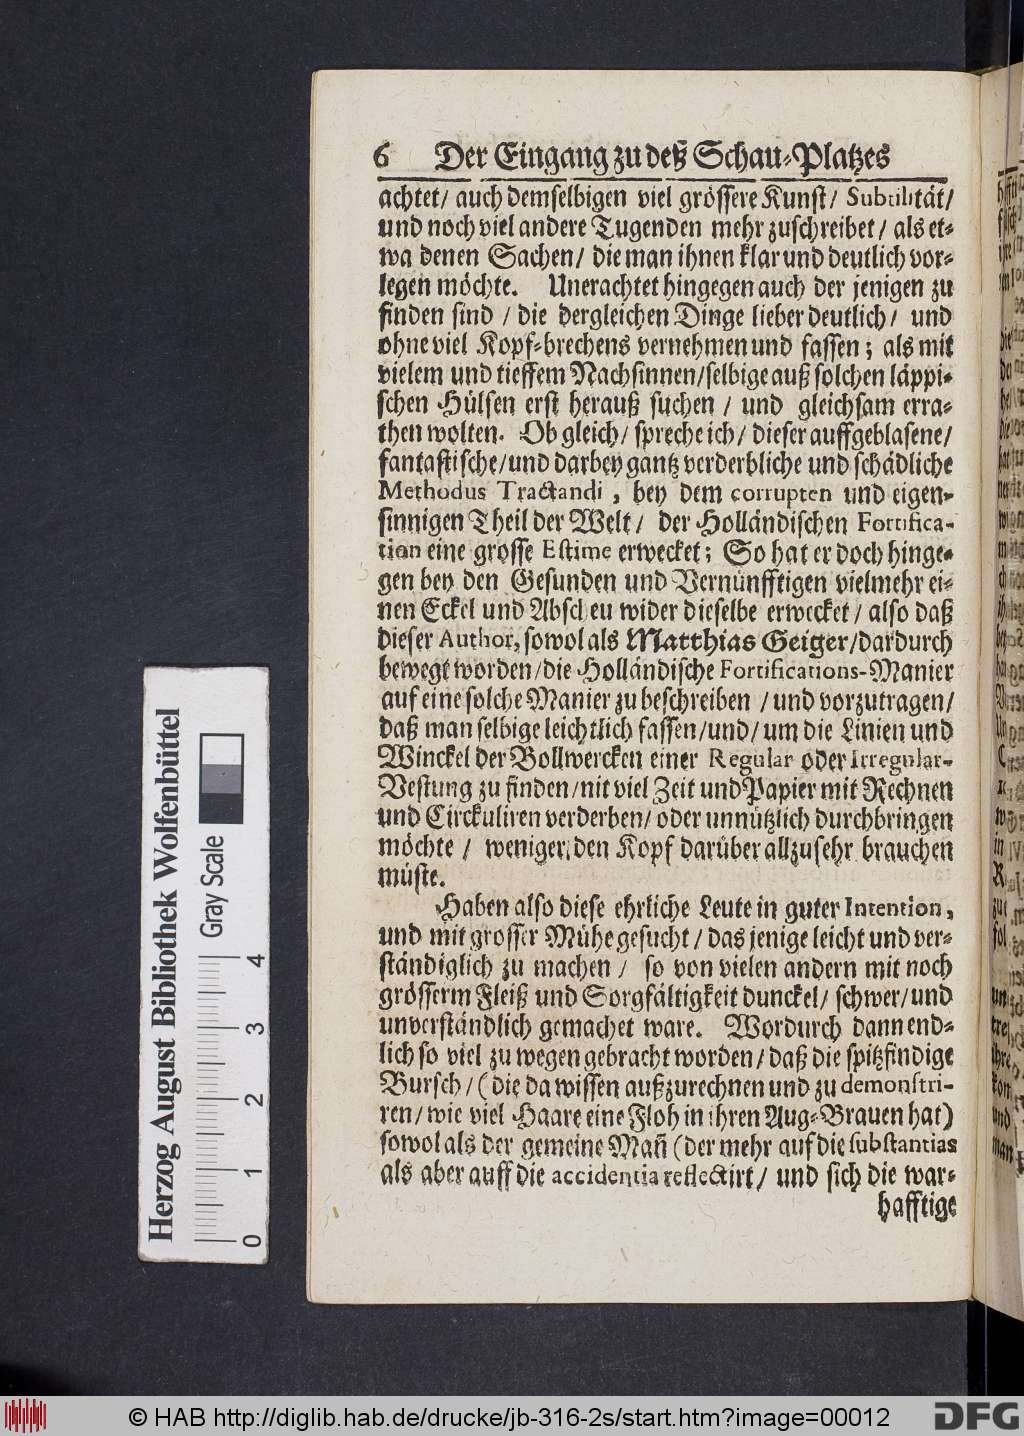 6 Der Eingang zu deß Schau-Platzes
achtet/ auch demselbigen viel grössere Kunst/ Subtilität/
und noch viel andere Tugenden mehr zuschreibet/ als et-
wa denen Sachen/ die man ihnen klar und deutlich vor-
legen möchte. Unerachtet hingegen auch der jenigen zu
finden sind / die dergleichen Dinge lieber deutlich/ und
ohne viel Kopf-brechens vernehmen und fassen; als mit
vielem und tieffem Nachsinnen/selbige auß solchen läppi-
schen Hülsen erst herauß suchen / und gleichsam erra-
then wolten. Ob gleich/ spreche ich/ dieser auffgeblasene/
fantastische/und darbey gantz verderbliche und schädliche
Methodus Tractandi, bey dem corrupten und eigen-
sinnigen Theil der Welt/ der Holländischen Fortifica-
tion eine grosse Estime erwecket; So hat er doch hinge-
gen bey den Gesunden und Vernünfftigen vielmehr ei-
nen Eckel und Abscheu wider dieselbe erwecket/ also daß
dieser Author, sowol als Matthias Geiger/dardurch
bewegt worden/die Holländische Fortifications-Manier
auf eine solche Manier zu beschreiben / und vorzutragen/
daß man selbige leichtlich fassen/und/ um die Linien und
Winckel der Bollwercken einer Regular oder Irregular-
Vestung zu finden/nit viel Zeit und Papier mit Rechnen
und Circkuliren verderben/ oder unnützlich durchbringen
möchte / weniger den Kopf darüber allzusehr brauchen
müste.
Haben also diese ehrliche Leute in guter Intention,
und mit grosser Mühe gesucht/ das jenige leicht und ver-
ständiglich zu machen / so von vielen andern mit noch
grösserm Fleiß und Sorgfältigkeit dunckel/ schwer/und
unverständlich gemachet ware. Wordurch dann end-
lich so viel zu wegen gebracht worden/ daß die spitzfindige
Bursch/ (die da wissen außzurechnen und zu demonstri-
ren/ wie viel Haare eine Floh in ihren Aug-Brauen hat)
sowol als der gemeine Mañ (der mehr auf die substantias
als aber auff die accidentia reflectirt/ und sich die war-
hafftige
Herzog August Bibliothek Wolfenbüttel
Gray Scale
0 1 2 3 4
© HAB http://diglib.hab.de/drucke/jb-316-2s/start.htm?image=00012
DFG